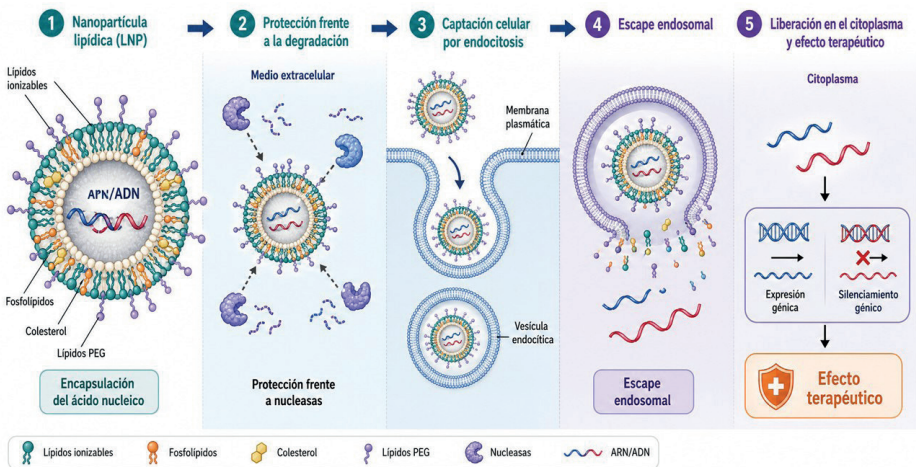 1 Nanopartícula
lipídica (LNP)
Lípidos
ionizables
APN/ADN
Fosfolípidos
Colesterol
Lípidos PEG
Encapsulación
del ácido nucleico
2 Protección frente
a la degradación
Medio extracelular
Protección frente
a nucleasas
3 Captación celular
por endocitosis
Membrana
plasmática
Vesícula
endocítica
4 Escape endosomal
Escape
endosomal
5 Liberación en el citoplasma
y efecto terapéutico
Citoplasma
Expresión
génica
Silenciamiento
génico
Efecto
terapéutico
Lípidos ionizables
Fosfolípidos
Colesterol
Lípidos PEG
Nucleasas
ARN/ADN